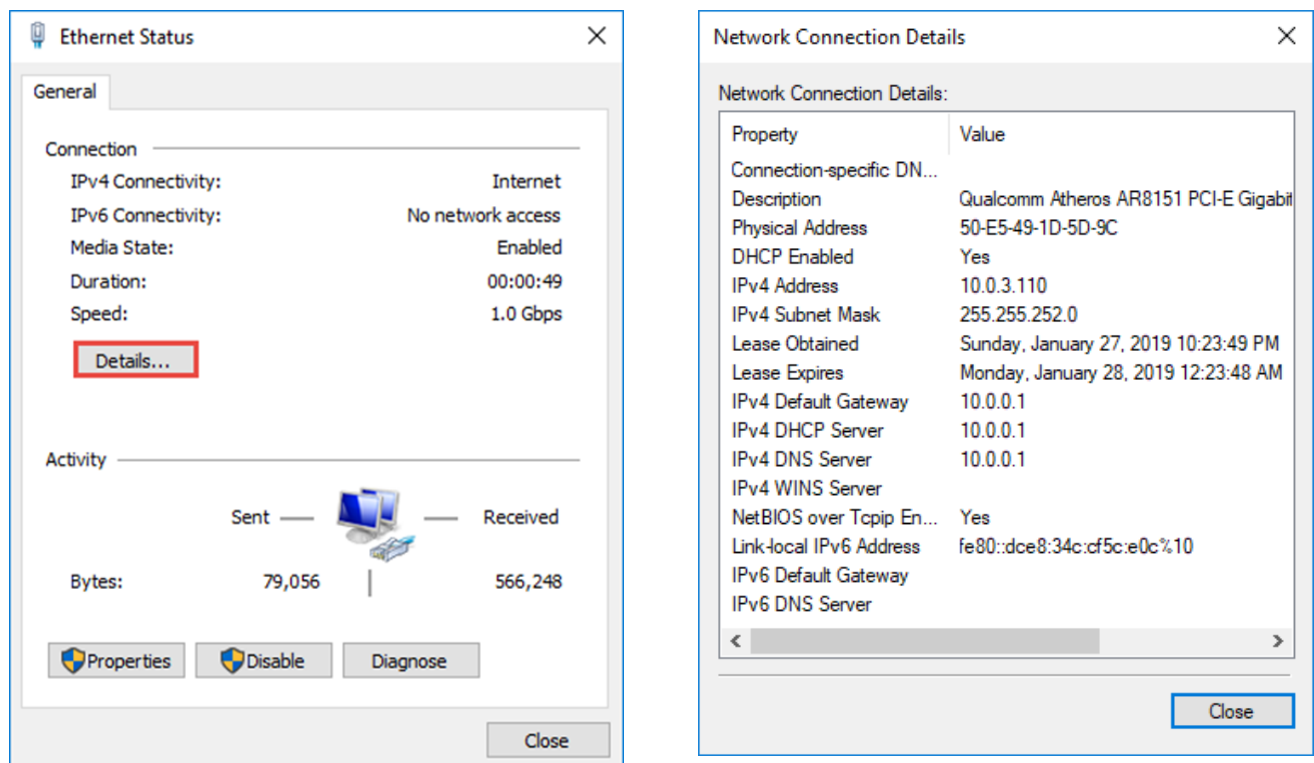 Ethernet Status
General
Connection
IPv4 Connectivity: Internet
IPv6 Connectivity: No network access
Media State: Enabled
Duration: 00:00:49
Speed: 1.0 Gbps
Details...
Activity
Sent Received
Bytes: 79,056 566,248
Properties Disable Diagnose
Close
Network Connection Details
Network Connection Details:
Property Value
Connection-specific DN...
Description Qualcomm Atheros AR8151 PCI-E Gigabit
Physical Address 50-E5-49-1D-5D-9C
DHCP Enabled Yes
IPv4 Address 10.0.3.110
IPv4 Subnet Mask 255.255.252.0
Lease Obtained Sunday, January 27, 2019 10:23:49 PM
Lease Expires Monday, January 28, 2019 12:23:48 AM
IPv4 Default Gateway 10.0.0.1
IPv4 DHCP Server 10.0.0.1
IPv4 DNS Server 10.0.0.1
IPv4 WINS Server
NetBIOS over Tcpip En... Yes
Link-local IPv6 Address fe80::dce8:34c:cf5c:e0c%10
IPv6 Default Gateway
IPv6 DNS Server
Close